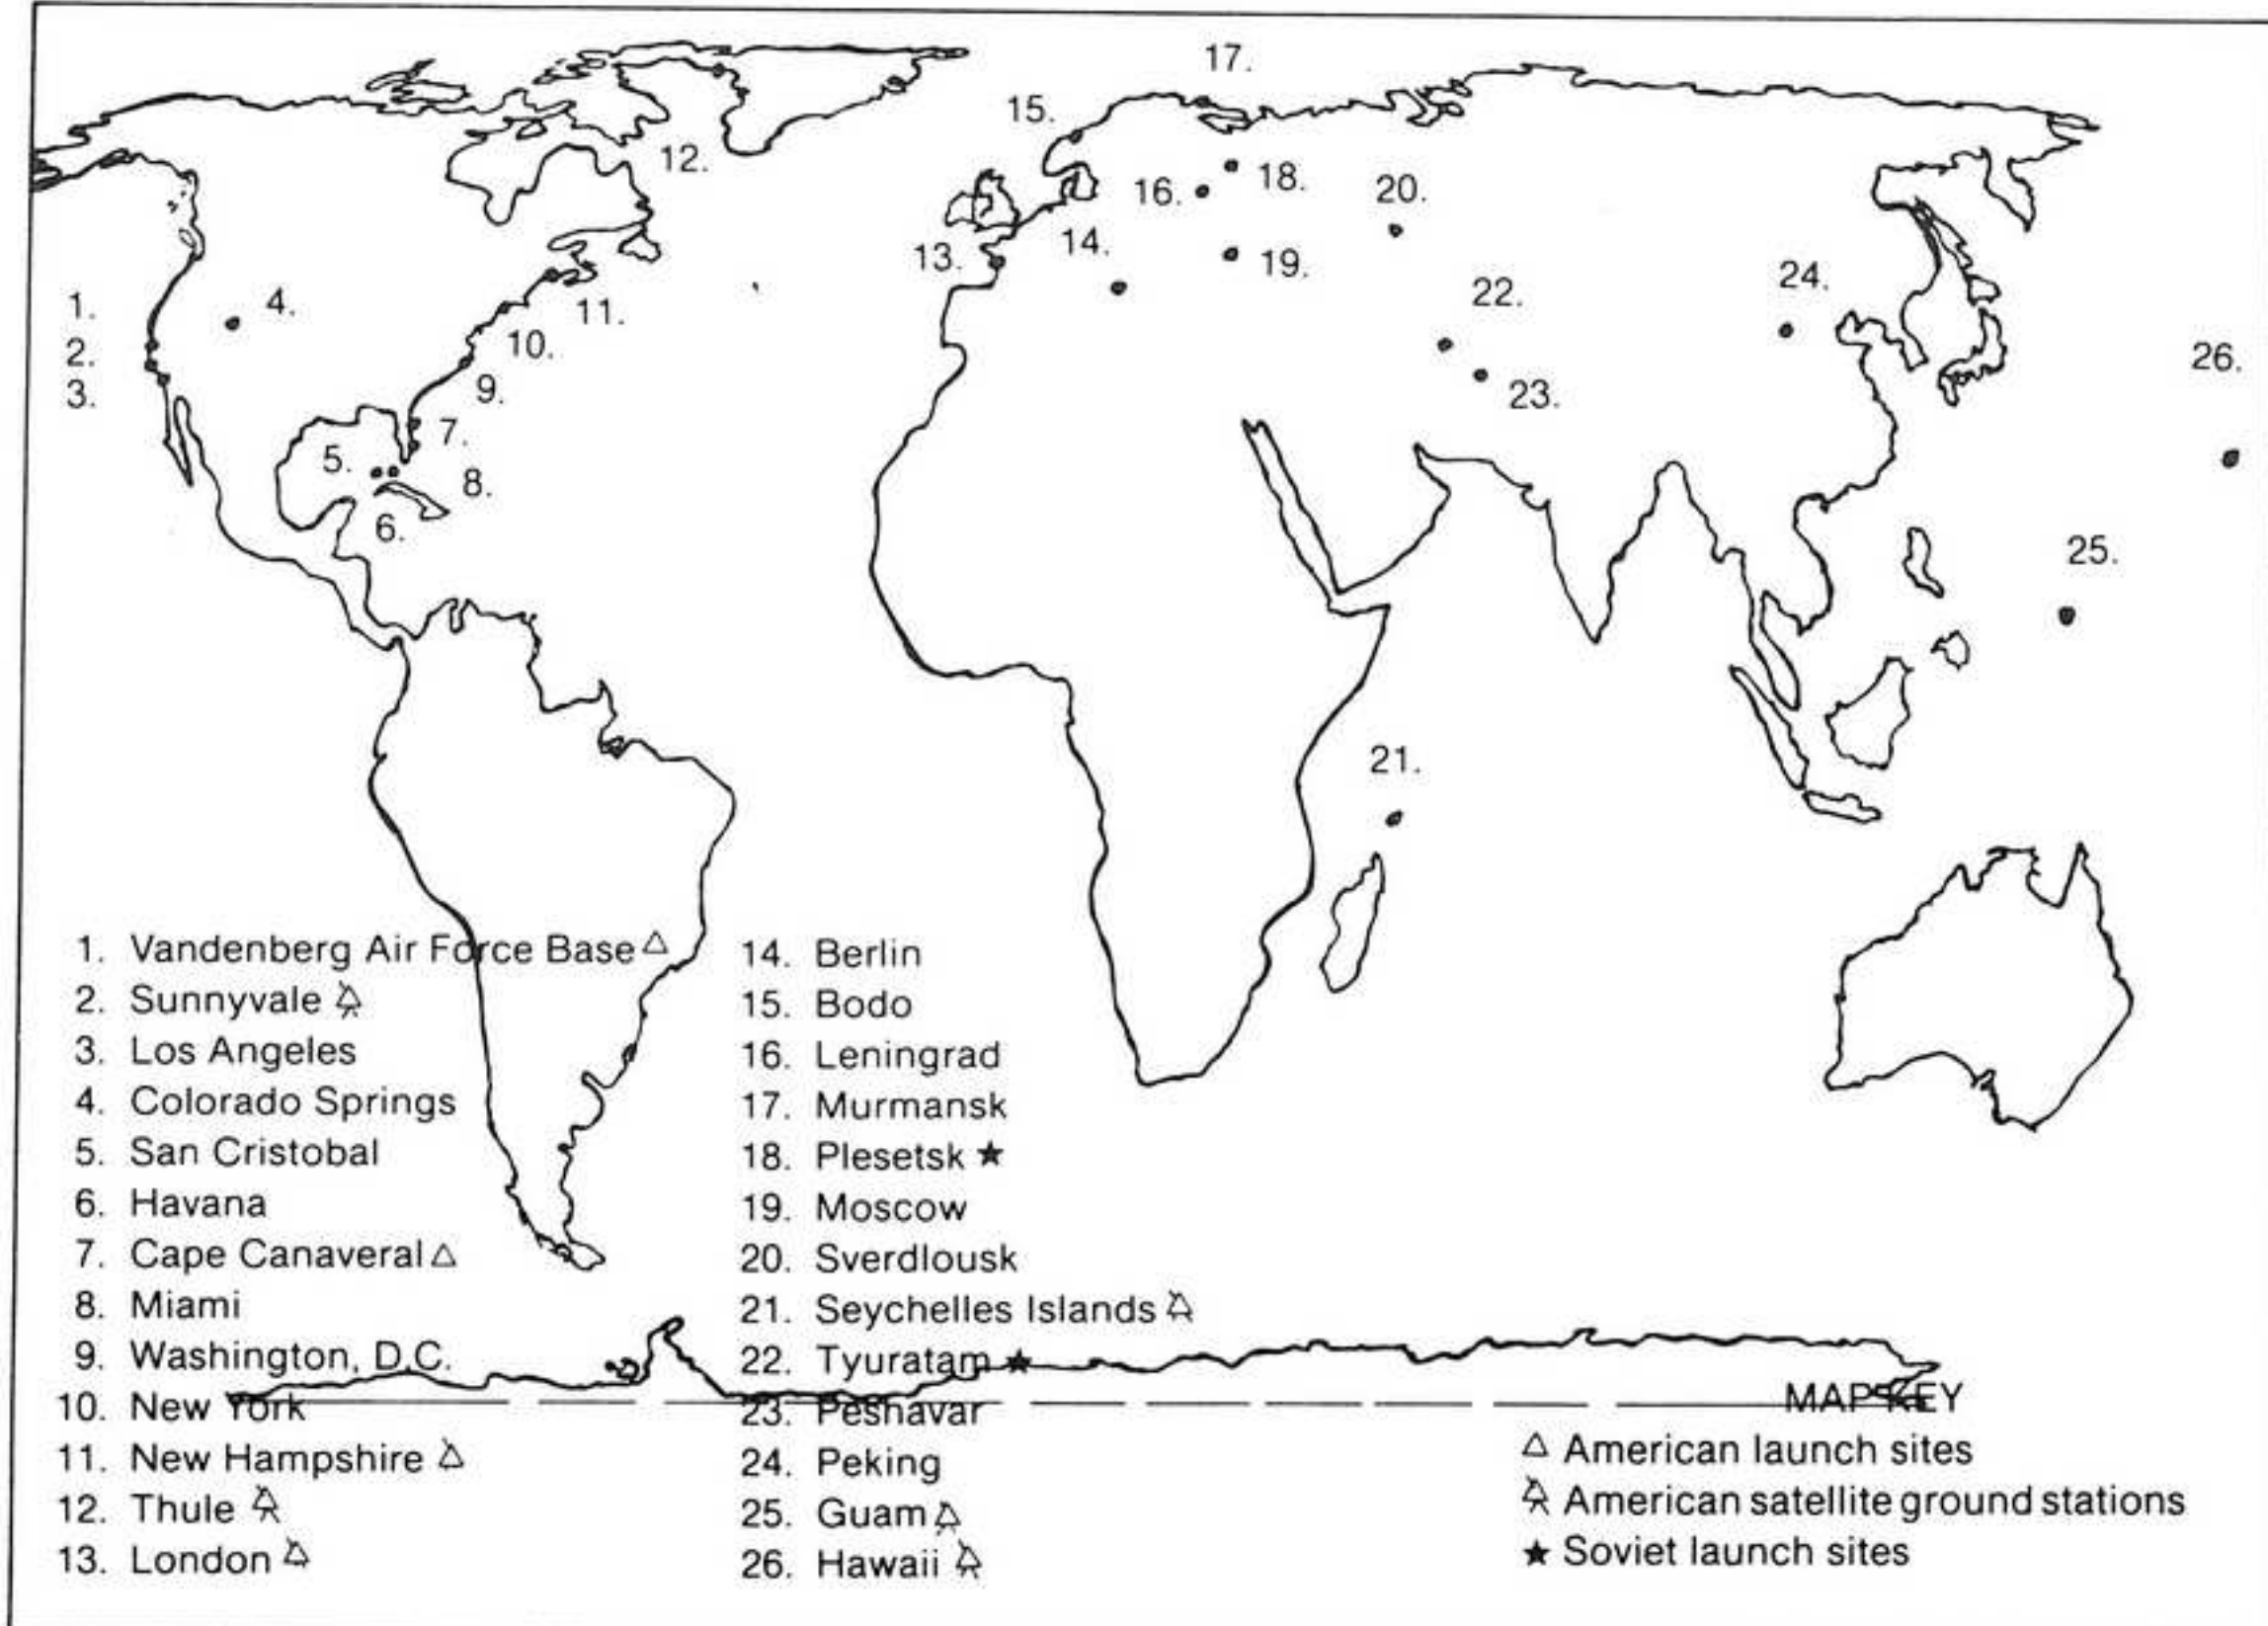 17.
15.
12.
16.
18.
20.
13.
14.
19.
24.
1.
4.
11.
22.
2.
10.
26.
3.
9.
23.
7.
5.
8.
6.
25.
21.
1. Vandenberg Air Force Base △
2. Sunnyvale
3. Los Angeles
4. Colorado Springs
5. San Cristobal
6. Havana
7. Cape Canaveral △
8. Miami
9. Washington, D.C.
10. New York
11. New Hampshire
12. Thule
13. London
14. Berlin
15. Bodo
16. Leningrad
17. Murmansk
18. Plesetsk ★
19. Moscow
20. Sverdlousk
21. Seychelles Islands
22. Tyuratam ★
23. Peshavar
24. Peking
25. Guam
26. Hawaii
MAP KEY
△ American launch sites
American satellite ground stations
★ Soviet launch sites